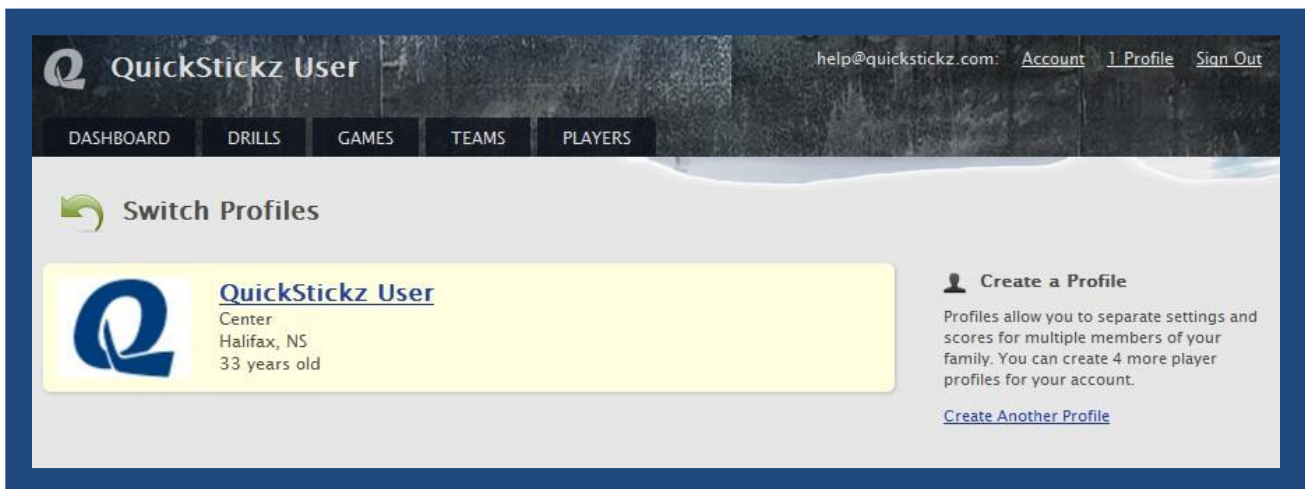 QuickStickz User
help@quickstickz.com: Account 1 Profile Sign Out
DASHBOARD DRILLS GAMES TEAMS PLAYERS
Switch Profiles
QuickStickz User
Center
Halifax, NS
33 years old
Create a Profile
Profiles allow you to separate settings and
scores for multiple members of your
family. You can create 4 more player
profiles for your account.
Create Another Profile